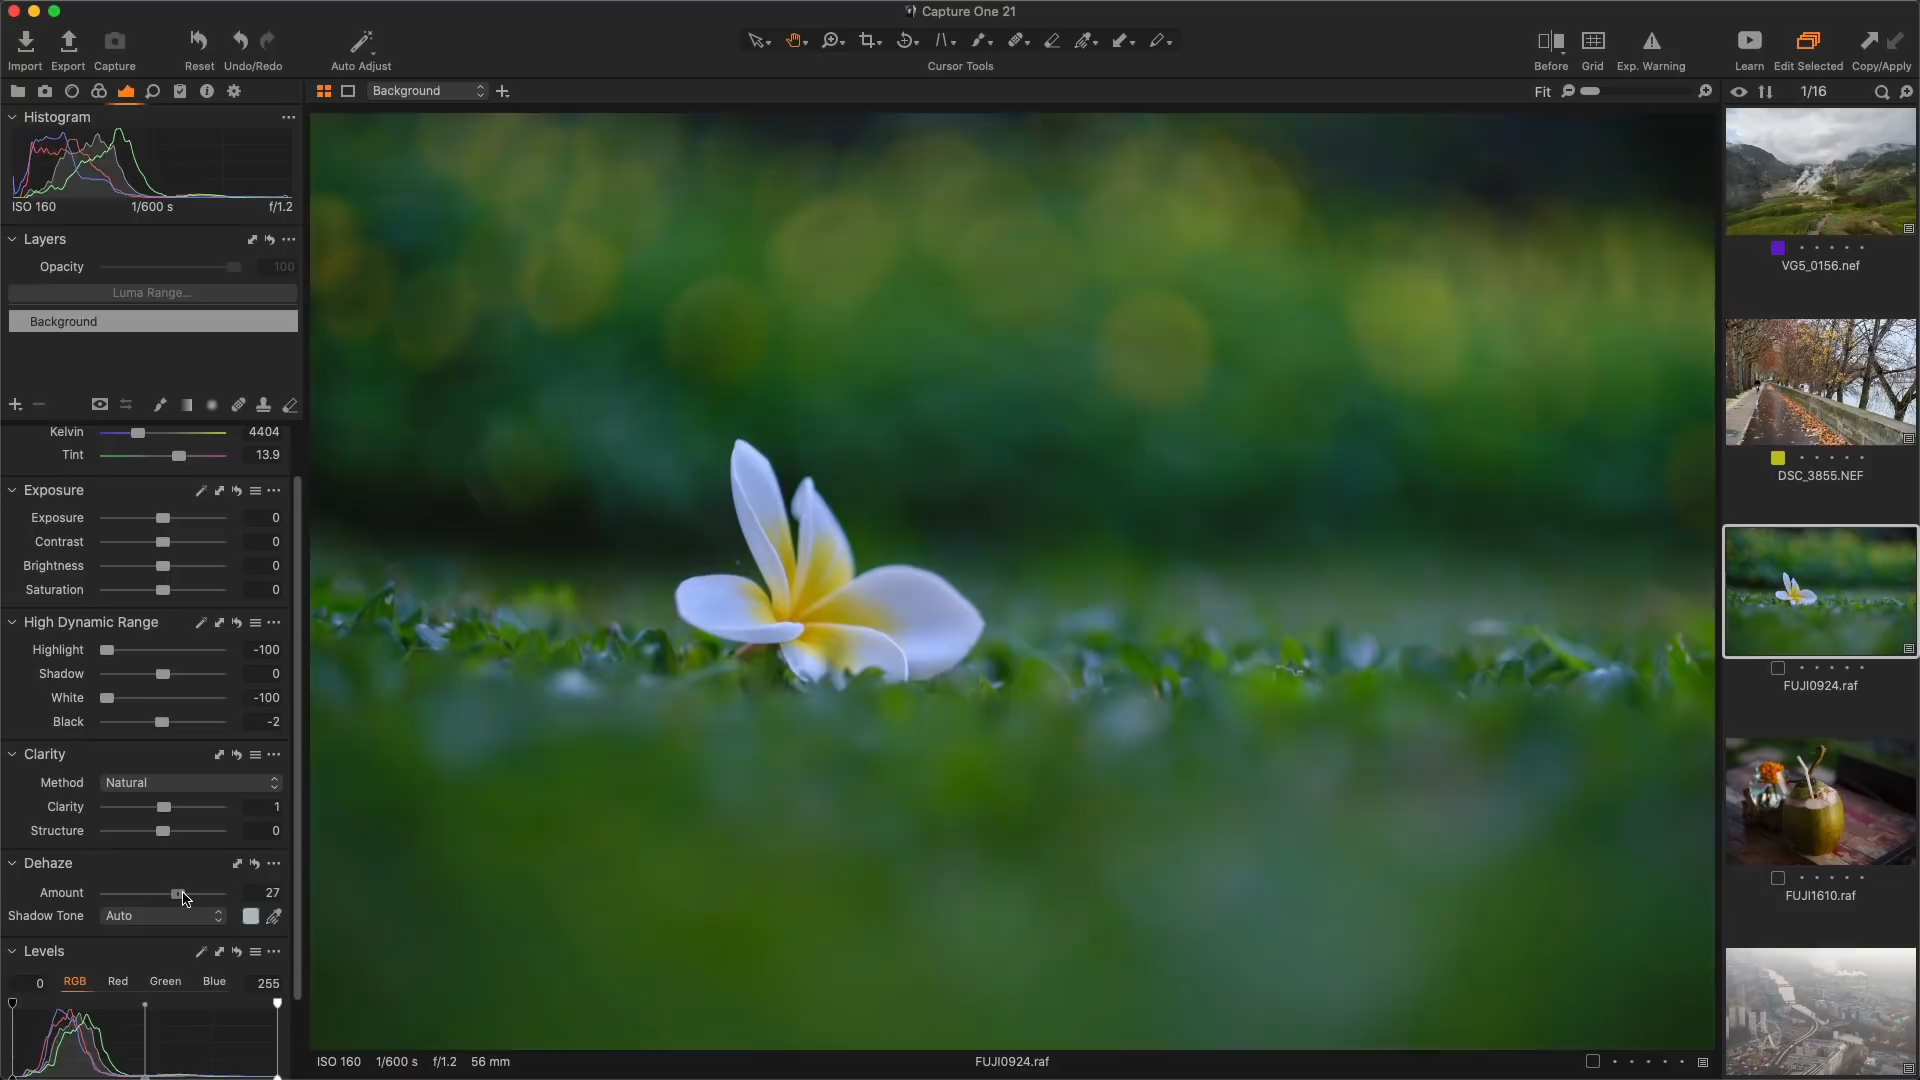 Capture One 21
Import Export Capture Reset Undo/Redo Auto Adjust Cursor Tools Before Grid Exp. Warning Learn Edit Selected Copy/Apply
Background
Fit
1/16
Histogram
ISO 160 1/600 s f/1.2
Layers
Opacity 100
Luma Range...
Background
Kelvin 4404
Tint 13.9
Exposure
Exposure 0
Contrast 0
Brightness 0
Saturation 0
High Dynamic Range
Highlight -100
Shadow 0
White -100
Black -2
Clarity
Method Natural
Clarity 1
Structure 0
Dehaze
Amount 27
Shadow Tone Auto
Levels
0 RGB Red Green Blue 255
ISO 160 1/600 s f/1.2 56 mm
FUJI0924.raf
VG5_0156.nef
DSC_3855.NEF
FUJI0924.raf
FUJI1610.raf